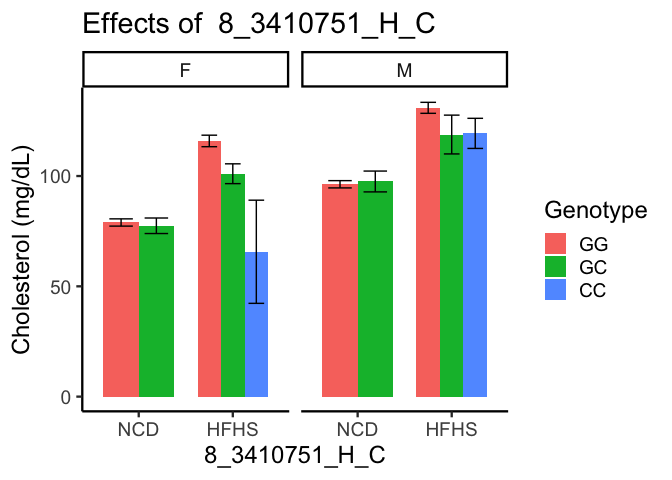 Effects of  8_3410751_H_C
F
M
Cholesterol (mg/dL)
100
50
0
NCD
HFHS
NCD
HFHS
8_3410751_H_C
Genotype
GG
GC
CC